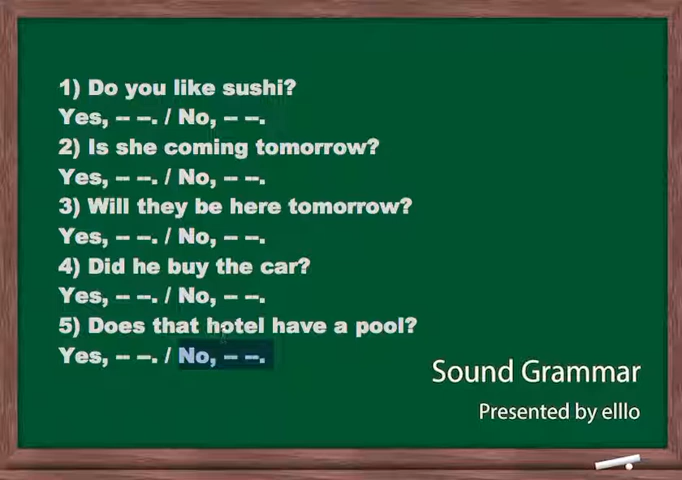 1) Do you like sushi?
Yes, – –. / No, – –.
2) Is she coming tomorrow?
Yes, – –. / No, – –.
3) Will they be here tomorrow?
Yes, – –. / No, – –.
4) Did he buy the car?
Yes, – –. / No, – –.
5) Does that hotel have a pool?
Yes, – –. / No, – –.
Sound Grammar
Presented by elllo